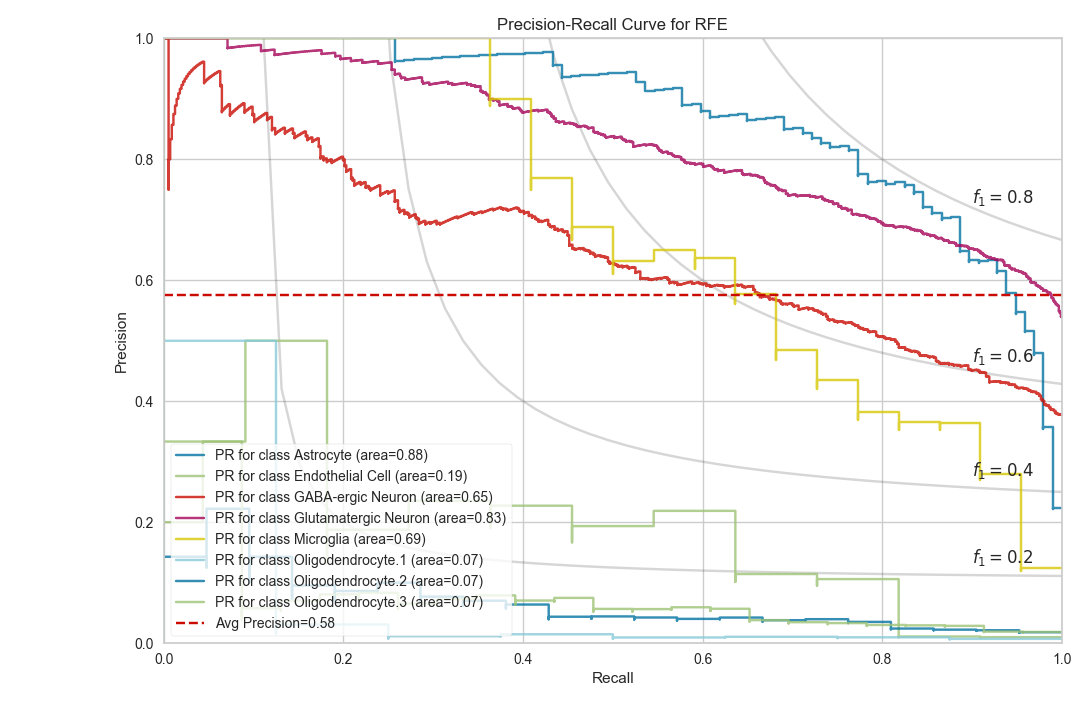 Precision-Recall Curve for RFE
1.0
0.8
0.6
0.4
0.2
0.0
Precision
f1 = 0.8
f1 = 0.6
f1 = 0.4
f1 = 0.2
PR for class Astrocyte (area=0.88)
PR for class Endothelial Cell (area=0.19)
PR for class GABA-ergic Neuron (area=0.65)
PR for class Glutamatergic Neuron (area=0.83)
PR for class Microglia (area=0.69)
PR for class Oligodendrocyte.1 (area=0.07)
PR for class Oligodendrocyte.2 (area=0.07)
PR for class Oligodendrocyte.3 (area=0.07)
Avg Precision=0.58
0.0 0.2 0.4 0.6 0.8 1.0
Recall